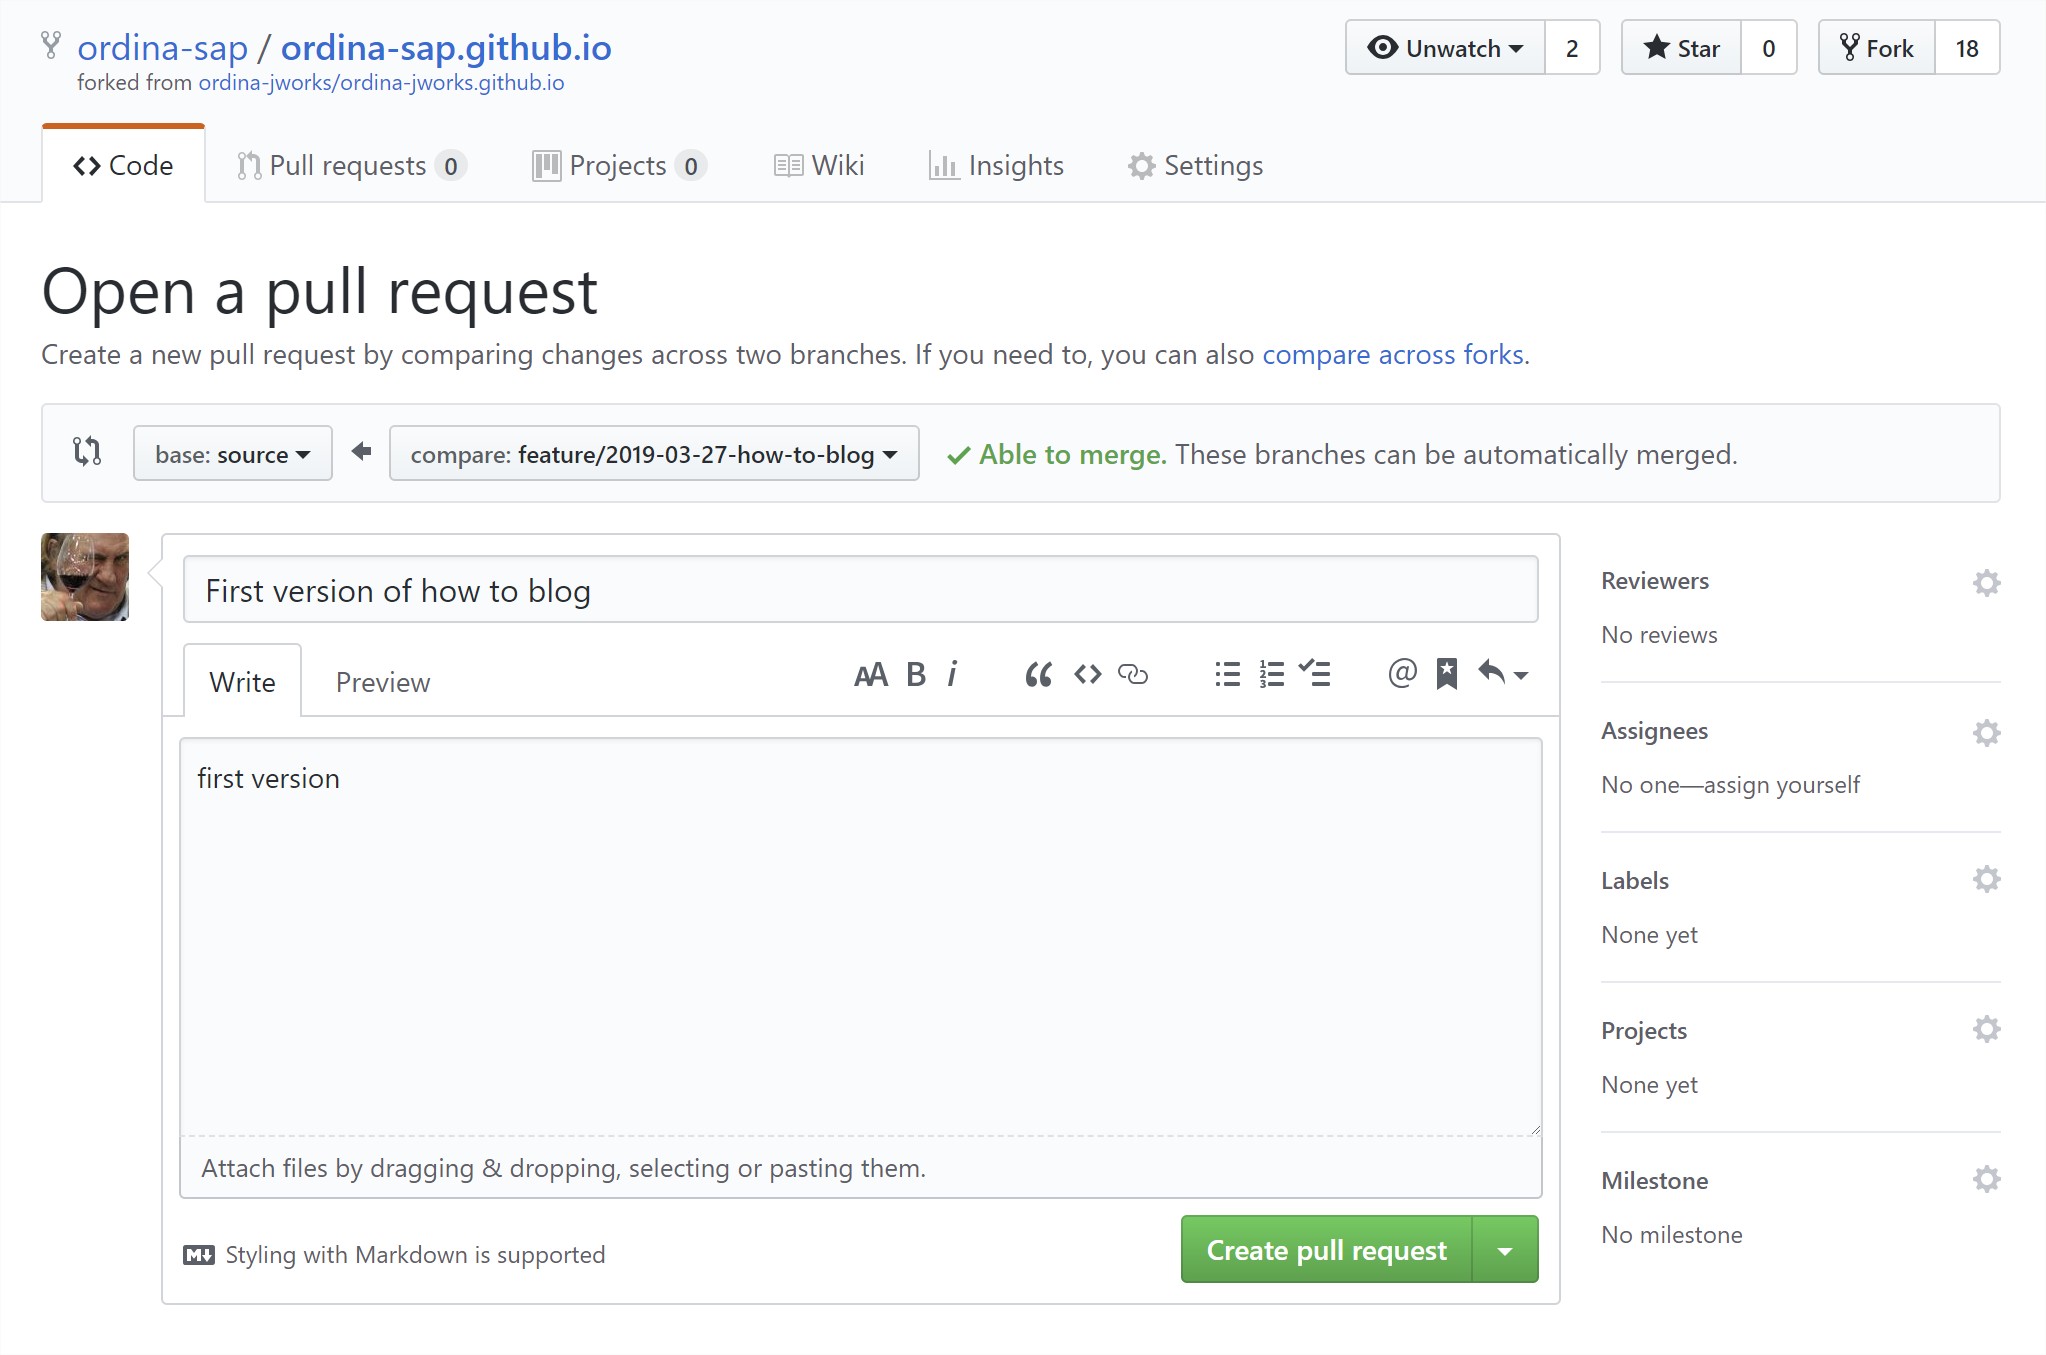 ordina-sap / ordina-sap.github.io
forked from ordina-jworks/ordina-jworks.github.io
Unwatch 2
Star 0
Fork 18
Code
Pull requests 0
Projects 0
Wiki
Insights
Settings
Open a pull request
Create a new pull request by comparing changes across two branches. If you need to, you can also compare across forks.
base: source
compare: feature/2019-03-27-how-to-blog
Able to merge. These branches can be automatically merged.
First version of how to blog
Write
Preview
AA B i
@
first version
Attach files by dragging & dropping, selecting or pasting them.
Styling with Markdown is supported
Create pull request
Reviewers
No reviews
Assignees
No one—assign yourself
Labels
None yet
Projects
None yet
Milestone
No milestone